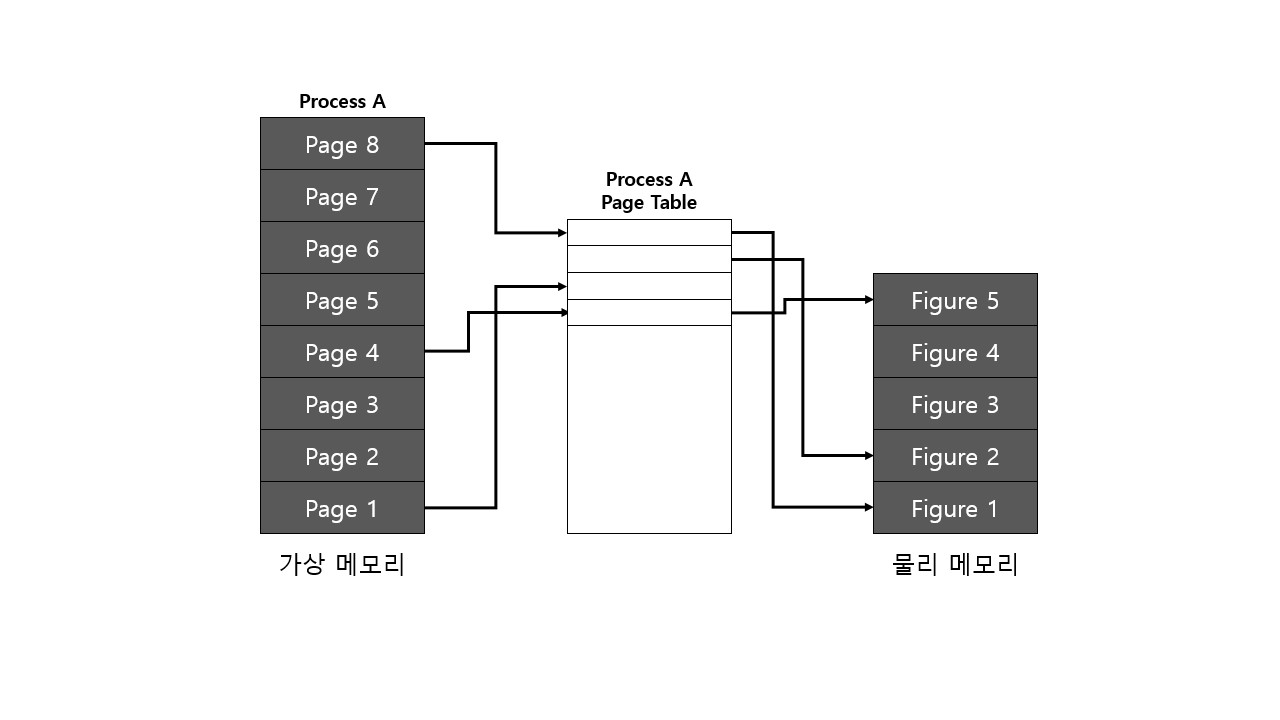 Process A
Page 8
Page 7
Page 6
Page 5
Page 4
Page 3
Page 2
Page 1
가상 메모리
Process A
Page Table
Figure 5
Figure 4
Figure 3
Figure 2
Figure 1
물리 메모리